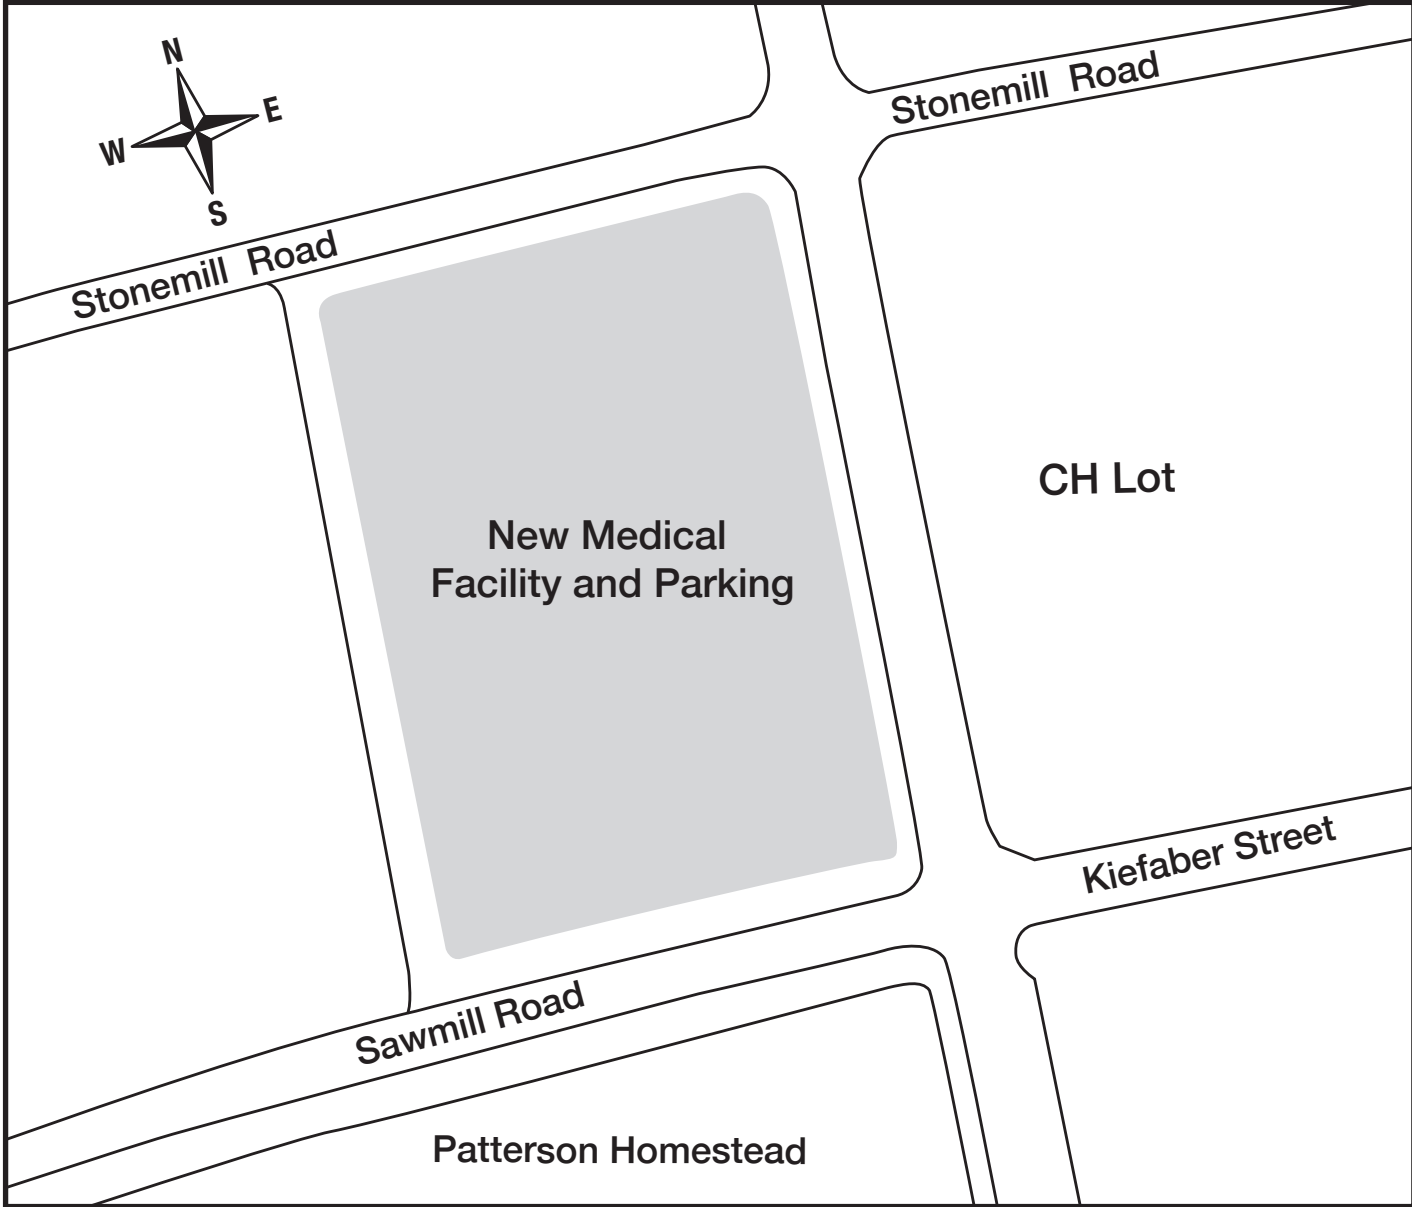 N
E
W
S
Stonemill Road
Stonemill Road
CH Lot
New Medical
Facility and Parking
Kiefaber Street
Sawmill Road
Patterson Homestead